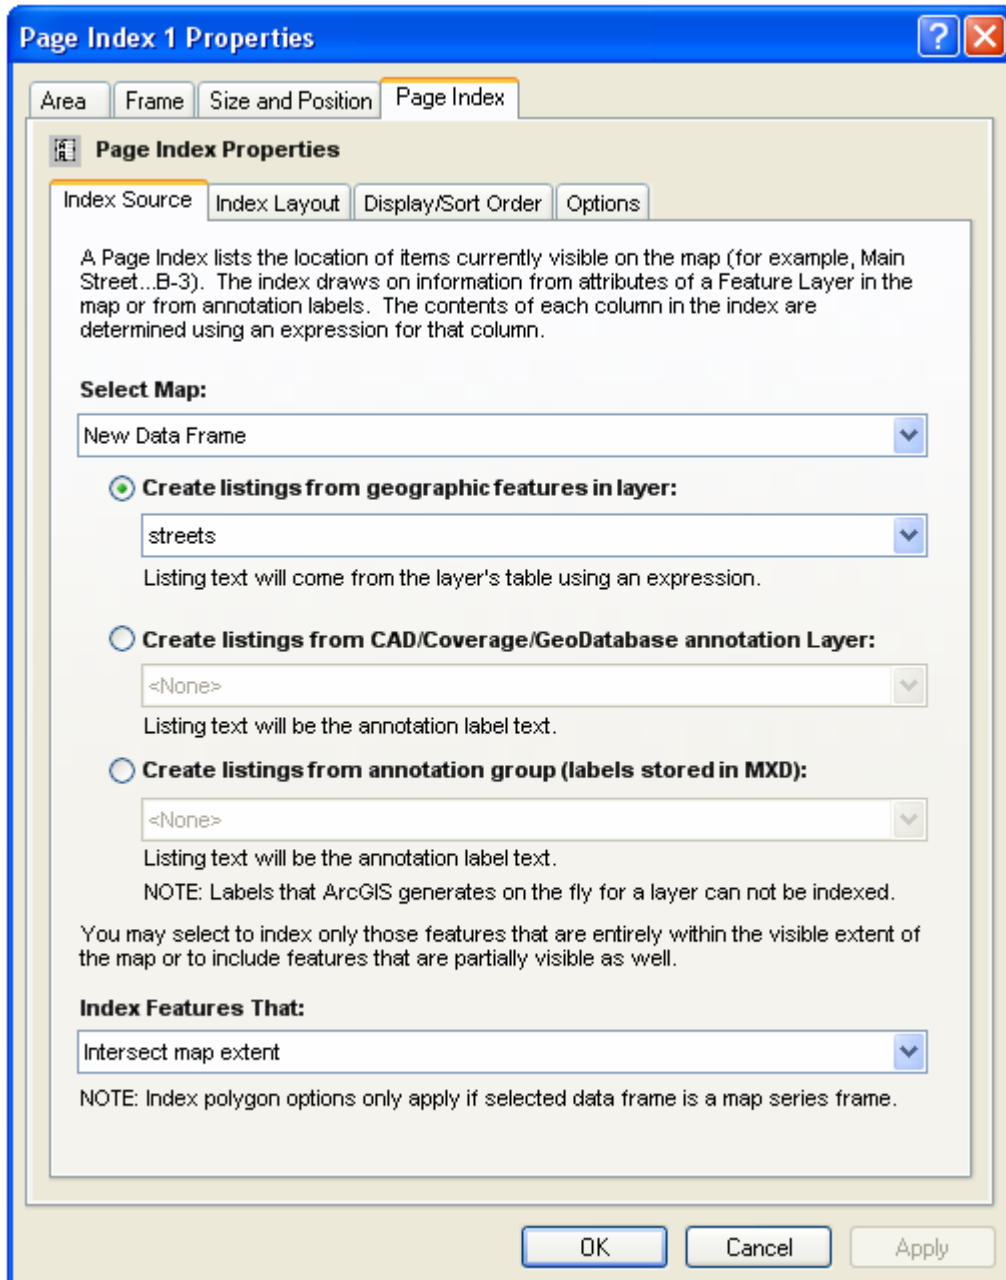 Page Index 1 Properties
Area Frame Size and Position Page Index
Page Index Properties
Index Source Index Layout Display/Sort Order Options
A Page Index lists the location of items currently visible on the map (for example, Main
Street...B-3). The index draws on information from attributes of a Feature Layer in the
map or from annotation labels. The contents of each column in the index are
determined using an expression for that column.
Select Map:
New Data Frame
Create listings from geographic features in layer:
streets
Listing text will come from the layer's table using an expression.
Create listings from CAD/Coverage/GeoDatabase annotation Layer:
<None>
Listing text will be the annotation label text.
Create listings from annotation group (labels stored in MXD):
<None>
Listing text will be the annotation label text.
NOTE: Labels that ArcGIS generates on the fly for a layer can not be indexed.
You may select to index only those features that are entirely within the visible extent of
the map or to include features that are partially visible as well.
Index Features That:
Intersect map extent
NOTE: Index polygon options only apply if selected data frame is a map series frame.
OK Cancel Apply